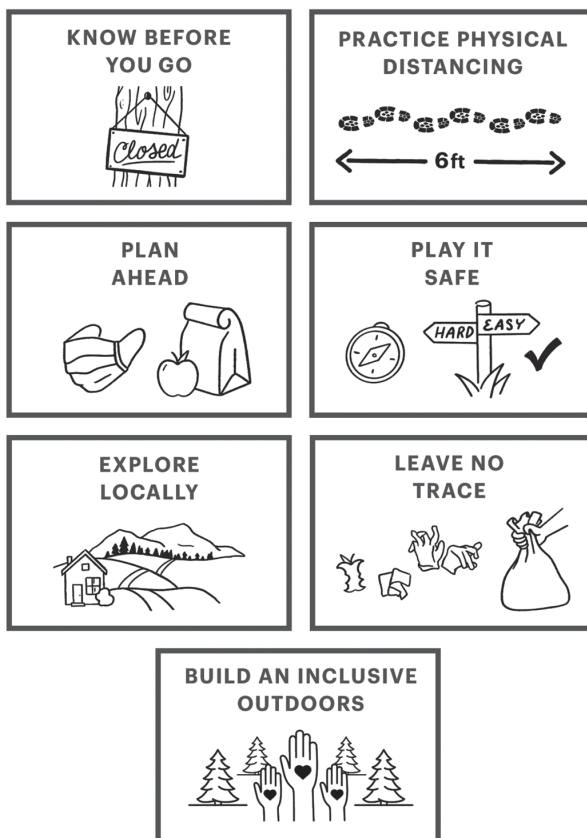 KNOW BEFORE
YOU GO
Closed
PRACTICE PHYSICAL
DISTANCING
6ft
PLAN
AHEAD
PLAY IT
SAFE
HARD
EASY
EXPLORE
LOCALLY
LEAVE NO
TRACE
BUILD AN INCLUSIVE
OUTDOORS